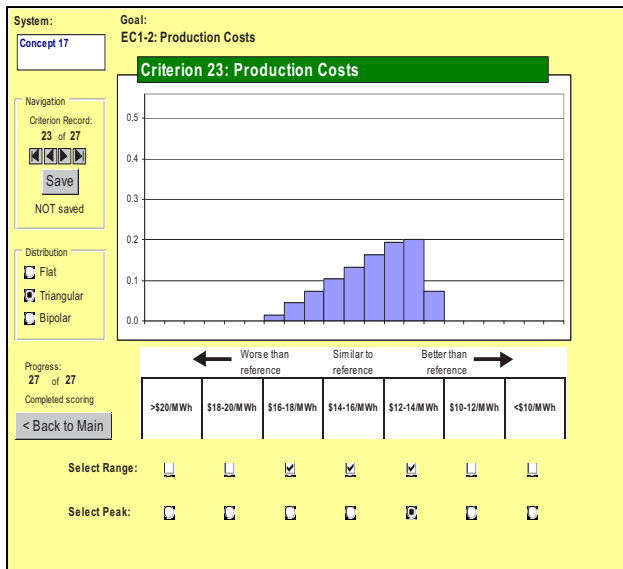 System:
Goal:
Concept 17
EC1-2: Production Costs
Criterion 23: Production Costs
Navigation
Criterion Record:
23 of 27
Save
NOT saved
Distribution
Flat
Triangular
Bipolar
Progress:
27 of 27
Completed scoring
< Back to Main
0.5
0.4
0.3
0.2
0.1
0.0
Worse than reference
Similar to reference
Better than reference
>$20/MWh $18-20/MWh $16-18/MWh $14-16/MWh $12-14/MWh $10-12/MWh <$10/MWh
Select Range:
Select Peak: